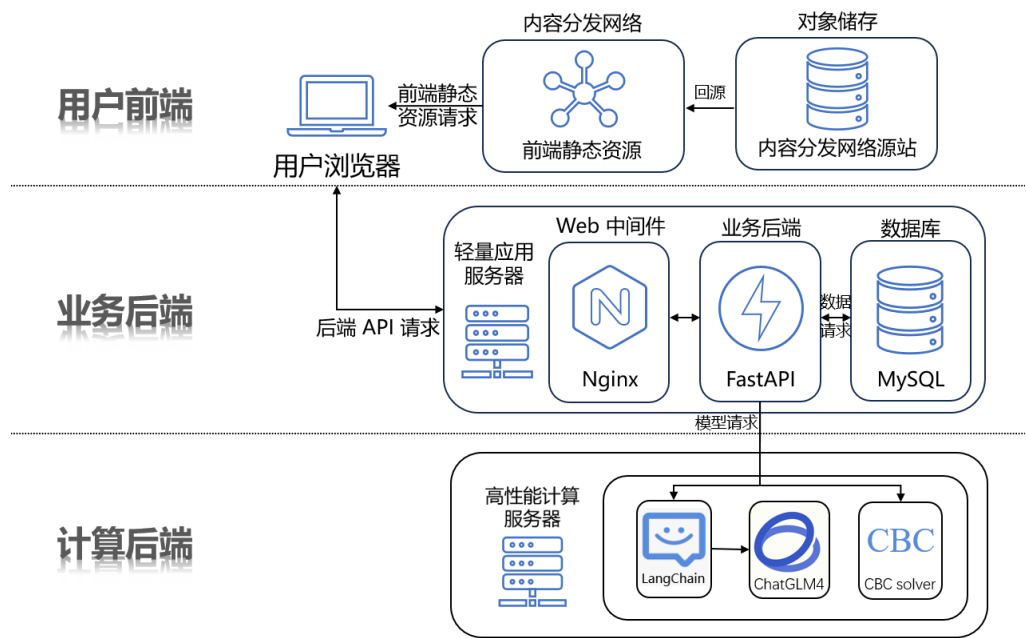 用户前端
内容分发网络
对象储存
前端静态
资源请求
回源
前端静态资源
内容分发网络源站
用户浏览器
业务后端
轻量应用
服务器
Web 中间件
业务后端
数据库
后端 API 请求
数据
请求
Nginx
FastAPI
MySQL
模型请求
计算后端
高性能计算
服务器
LangChain
ChatGLM4
CBC
CBC solver